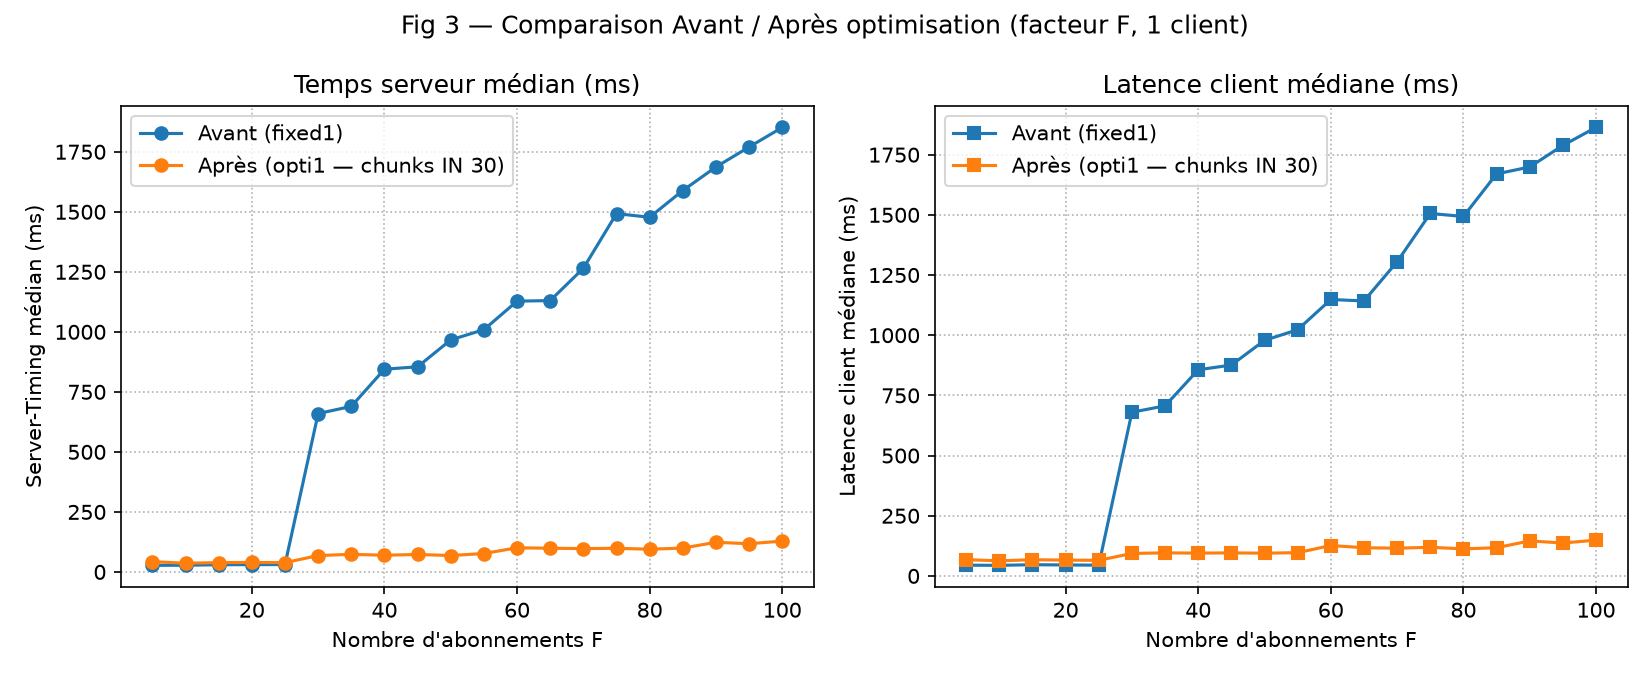 Fig 3 — Comparaison Avant / Après optimisation (facteur F, 1 client)
Temps serveur médian (ms)
Avant (fixed1)
Après (opti1 — chunks IN 30)
Server-Timing médian (ms)
1750
1500
1250
1000
750
500
250
0
20 40 60 80 100
Nombre d'abonnements F
Latence client médiane (ms)
Avant (fixed1)
Après (opti1 — chunks IN 30)
Latence client médiane (ms)
1750
1500
1250
1000
750
500
250
0
20 40 60 80 100
Nombre d'abonnements F